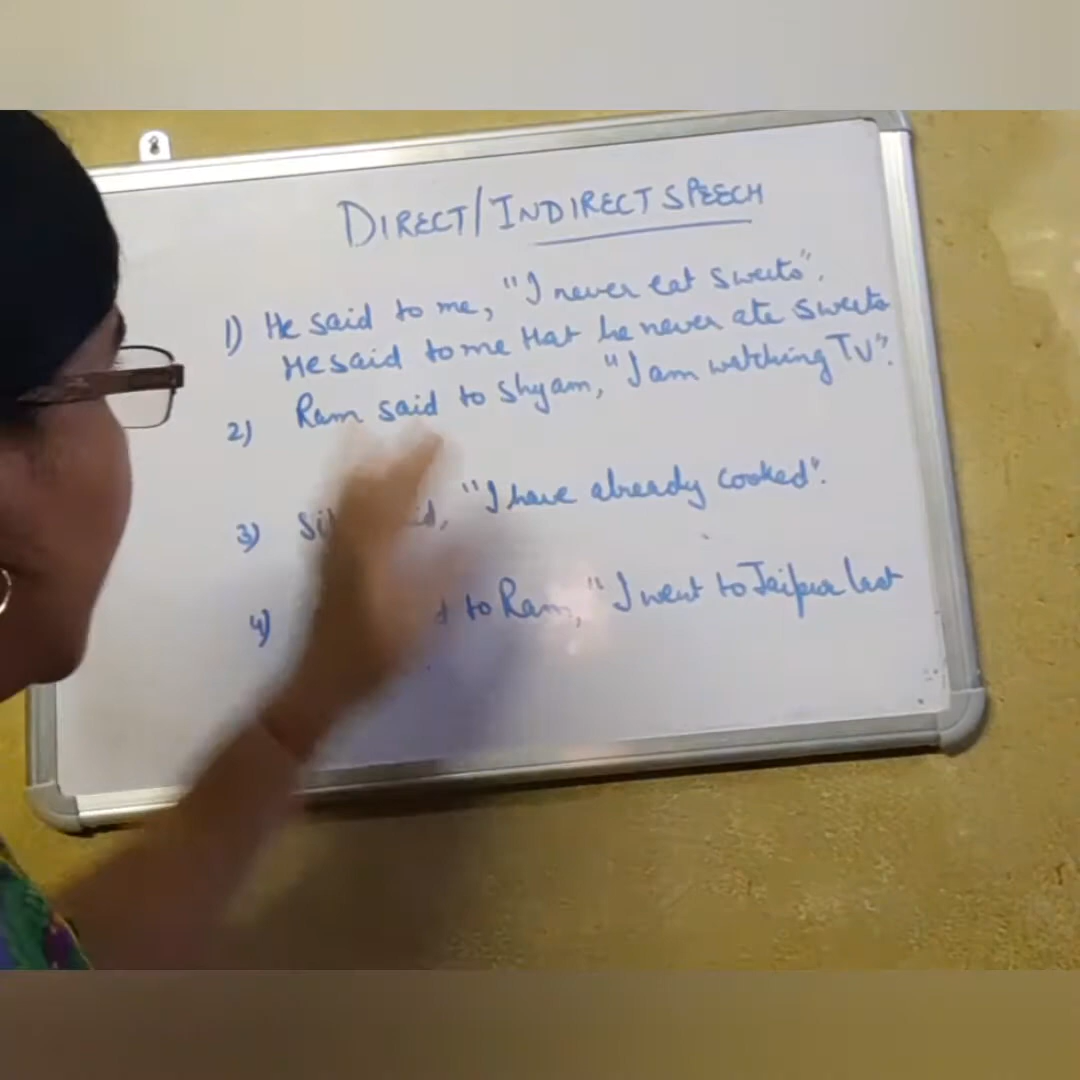 DIRECT/INDIRECT SPEECH
1) He said to me, "I never eat sweets".
He said to me that he never ate sweets
2) Ram said to Shyam, "I am watching TV".
3) "I have already cooked".
4) to Ram, "I went to Jaipur last